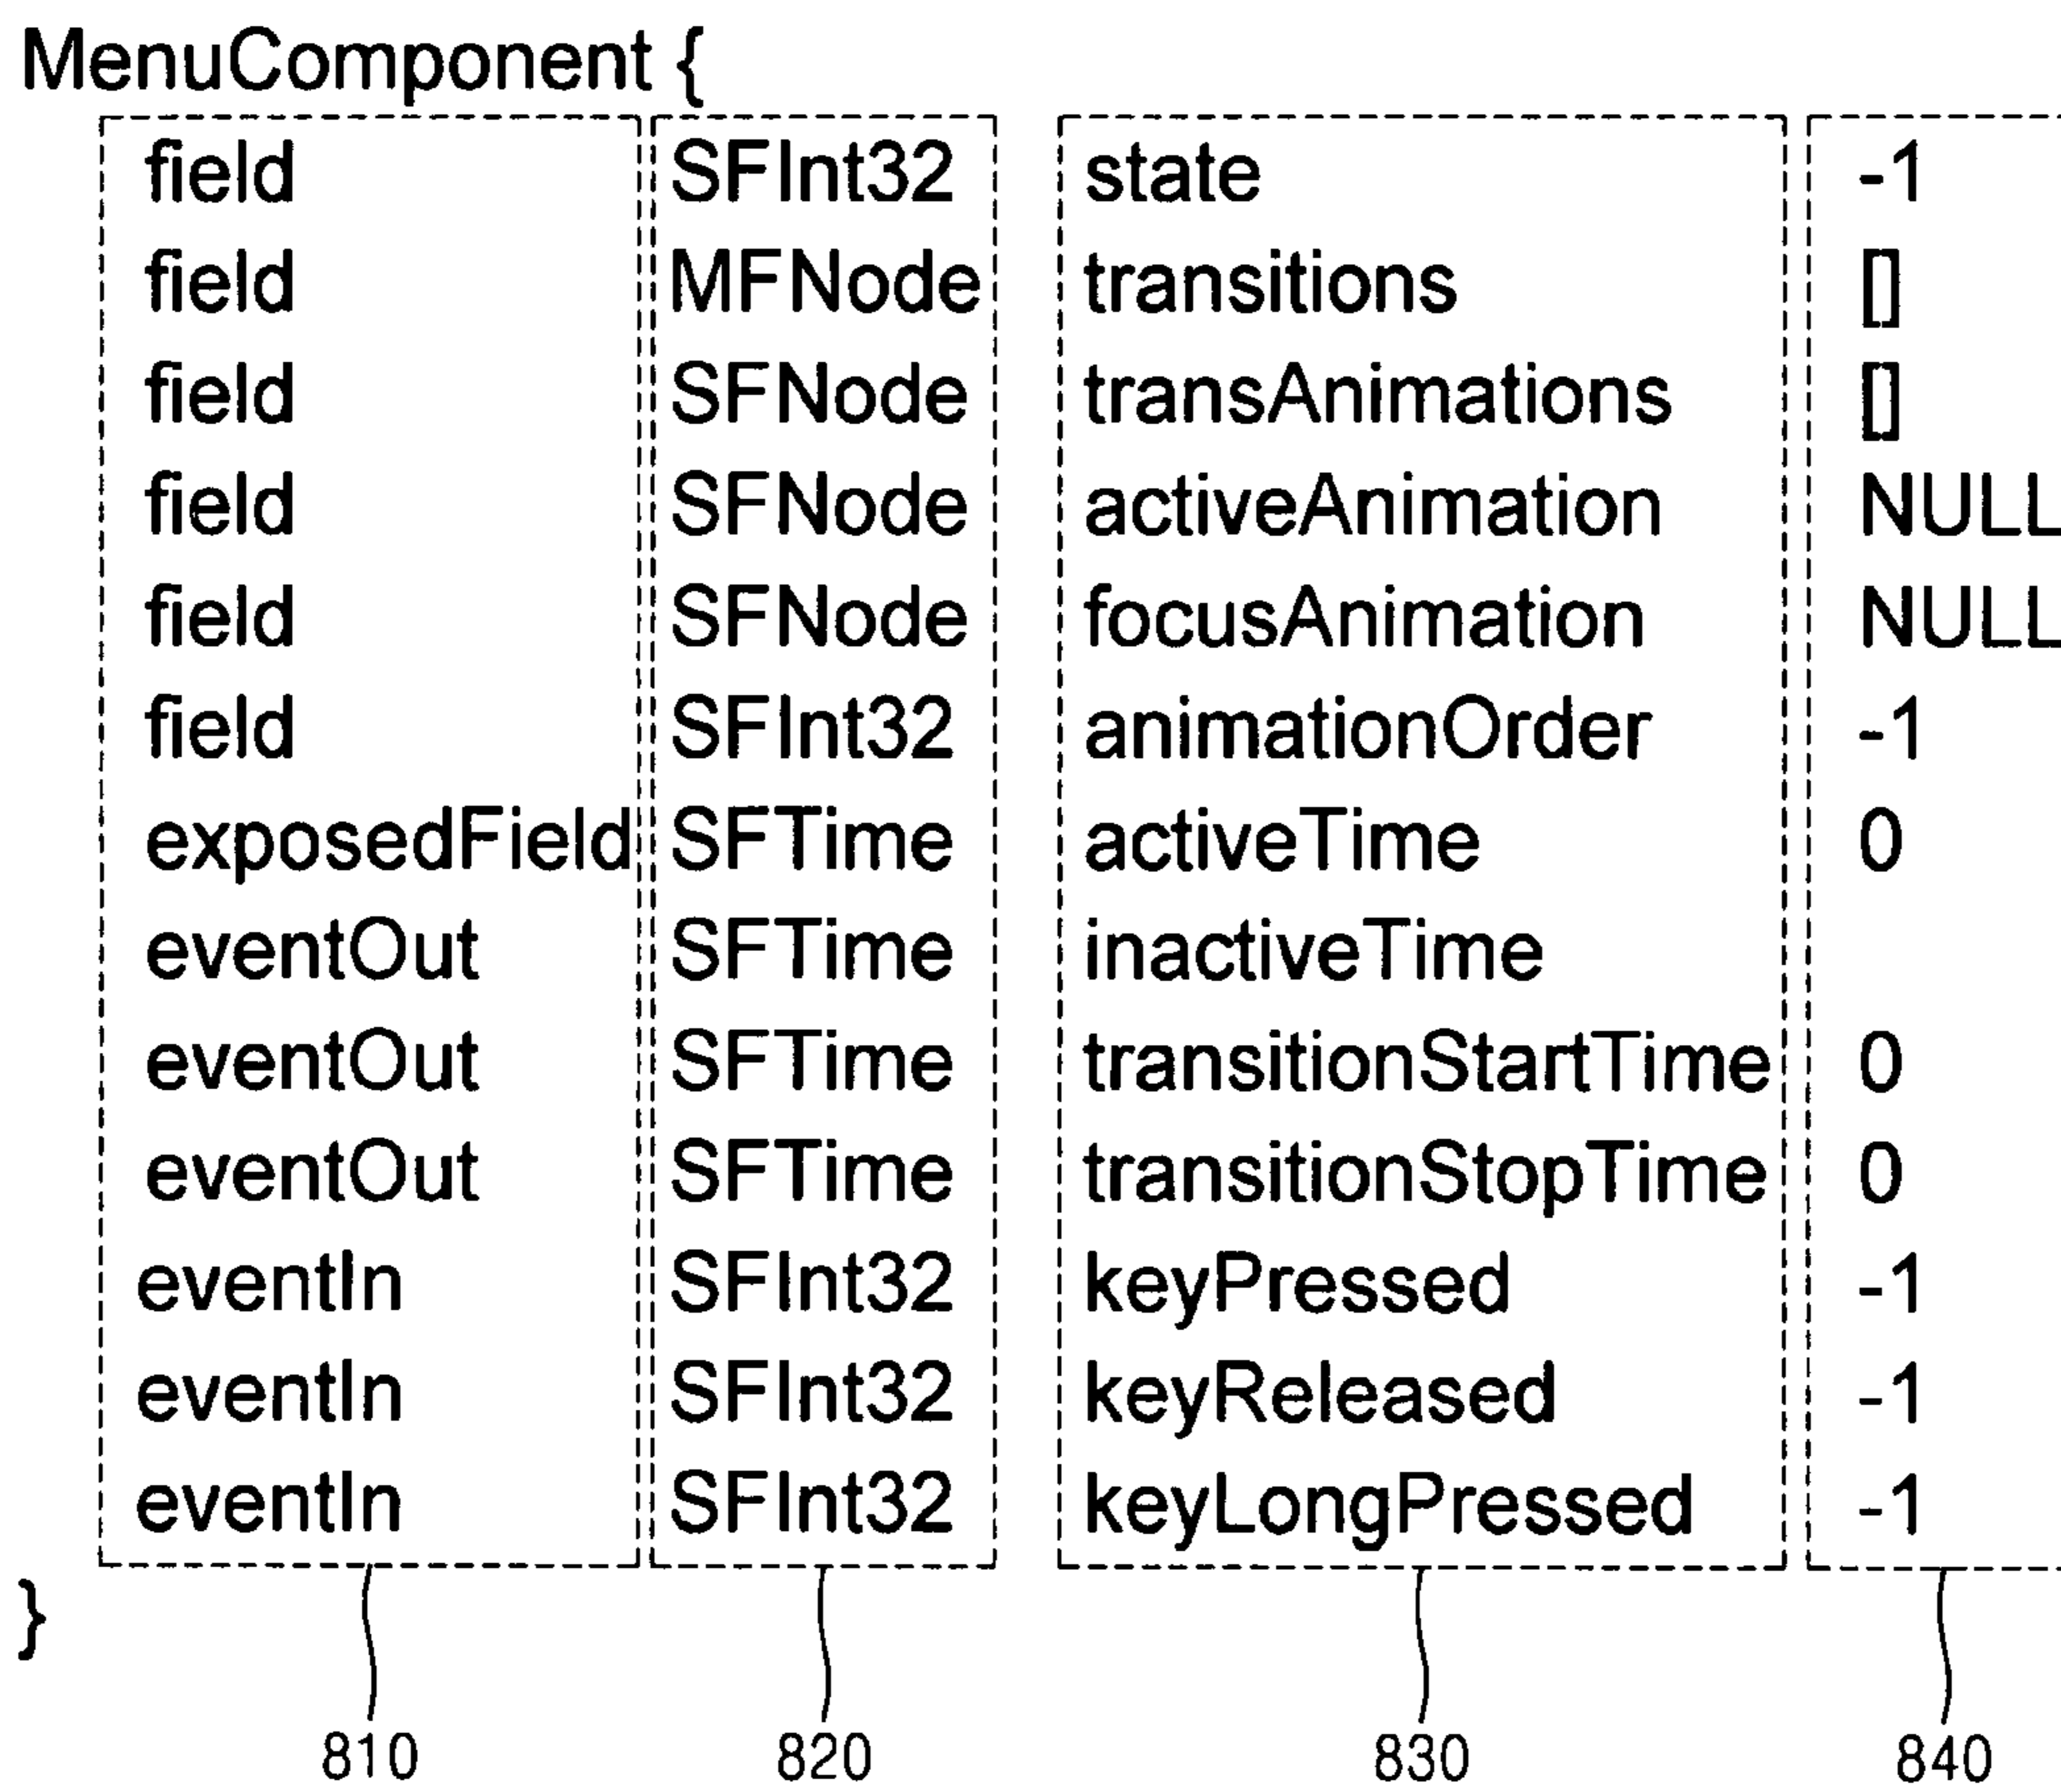 MenuComponent {
field SFInt32 state -1
field MFNode transitions []
field SFNode transAnimations []
field SFNode activeAnimation NULL
field SFNode focusAnimation NULL
field SFInt32 animationOrder -1
exposedField SFTime activeTime 0
eventOut SFTime inactiveTime
eventOut SFTime transitionStartTime 0
eventOut SFTime transitionStopTime 0
eventIn SFInt32 keyPressed -1
eventIn SFInt32 keyReleased -1
eventIn SFInt32 keyLongPressed -1
}
810 820 830 840